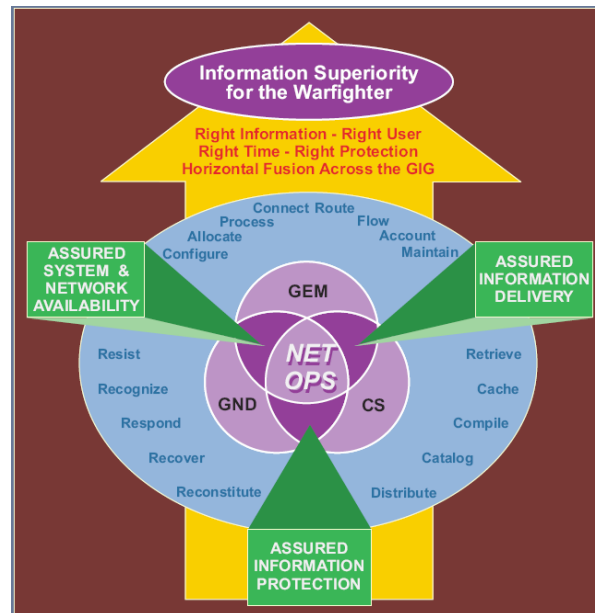 Information Superiority
for the Warfighter
Right Information - Right User
Right Time - Right Protection
Horizontal Fusion Across the GIG
Connect Route
Process
Flow
Allocate
Account
Configure
Maintain
ASSURED
SYSTEM &
NETWORK
AVAILABILITY
ASSURED
INFORMATION
DELIVERY
GEM
NET
OPS
GND
CS
Resist
Recognize
Respond
Recover
Reconstitute
Retrieve
Cache
Compile
Catalog
Distribute
ASSURED
INFORMATION
PROTECTION